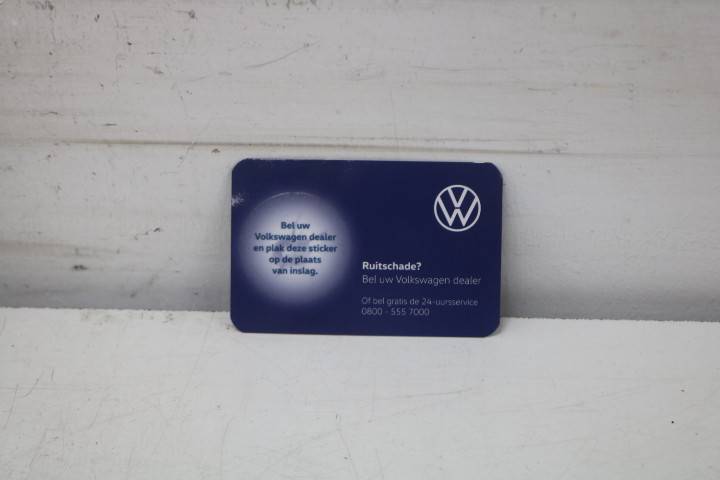 Bel uw
Volkswagen dealer
en plak deze sticker
op de plaats
van inslag.
Ruitschade?
Bel uw Volkswagen dealer
Of bel gratis de 24-uursservice
0800 - 555 7000